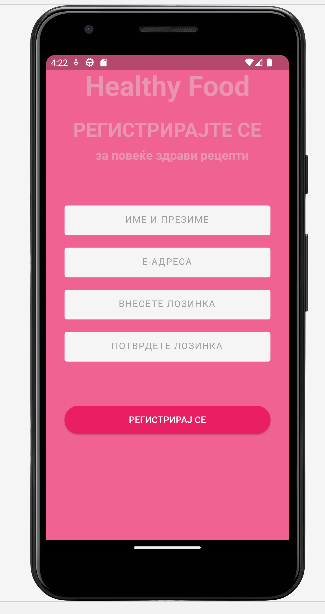 4:22
Healthy Food
РЕГИСТРИРАЈТЕ СЕ
за повеќе здрави рецепти
ИМЕ И ПРЕЗИМЕ
Е-АДРЕСА
ВНЕСЕТЕ ЛОЗИНКА
ПОТВРДЕТЕ ЛОЗИНКА
РЕГИСТРИРАЈ СЕ